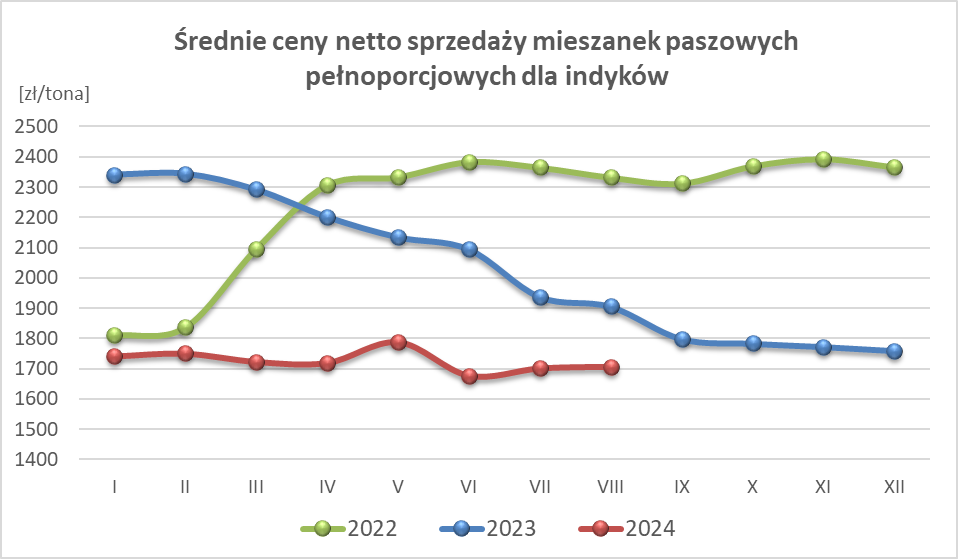 Średnie ceny netto sprzedaży mieszanek paszowych
pełnoporcjowych dla indyków
[zł/tona]
2500
2400
2300
2200
2100
2000
1900
1800
1700
1600
1500
1400
I II III IV V VI VII VIII IX X XI XII
2022 2023 2024